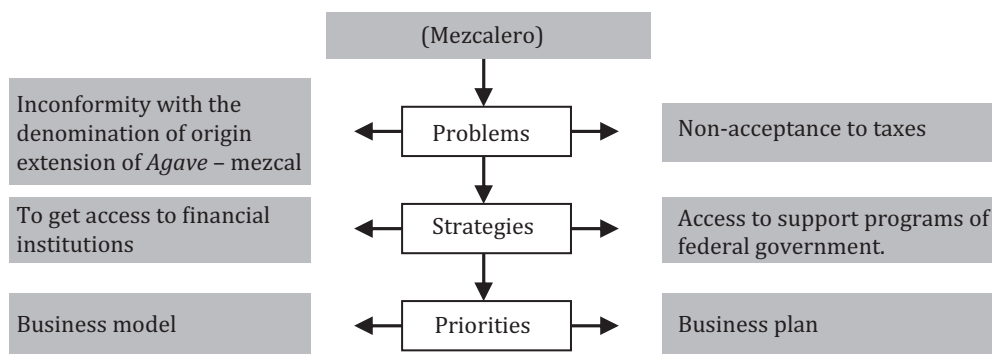 (Mezcalero)
Inconformity with the
denomination of origin
extension of Agave – mezcal
Problems
Non-acceptance to taxes
To get access to financial
institutions
Strategies
Access to support programs of
federal government.
Business model
Priorities
Business plan